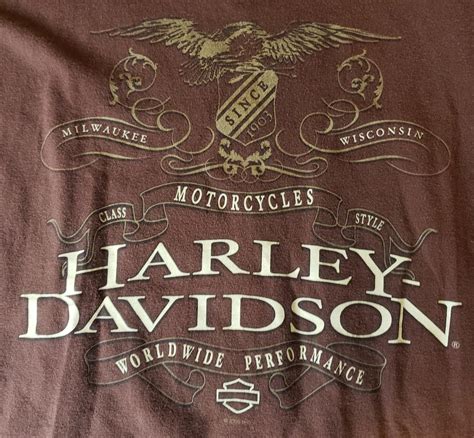 SINCE
1903
MILWAUKEE WISCONSIN
MOTORCYCLES
CLASS STYLE
HARLEY-
DAVIDSON®
WORLDWIDE PERFORMANCE